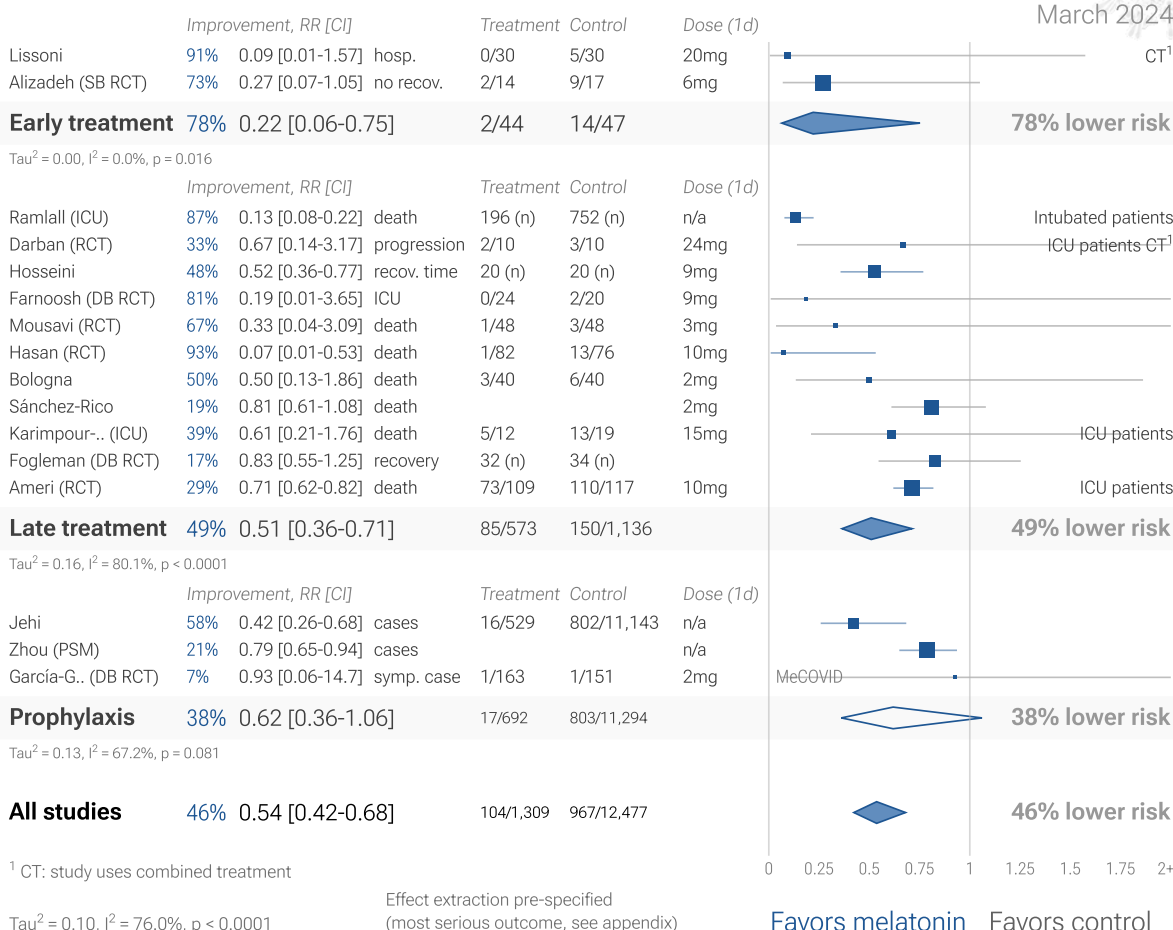 March 2024
Improvement, RR [CI] Treatment Control Dose (1d)
Lissoni 91% 0.09 [0.01-1.57] hosp. 0/30 5/30 20mg CT1
Alizadeh (SB RCT) 73% 0.27 [0.07-1.05] no recov. 2/14 9/17 6mg
Early treatment 78% 0.22 [0.06-0.75] 2/44 14/47 78% lower risk
Tau2 = 0.00, I2 = 0.0%, p = 0.016
Improvement, RR [CI] Treatment Control Dose (1d)
Ramlall (ICU) 87% 0.13 [0.08-0.22] death 196 (n) 752 (n) n/a Intubated patients
Darban (RCT) 33% 0.67 [0.14-3.17] progression 2/10 3/10 24mg ICU patients CT1
Hosseini 48% 0.52 [0.36-0.77] recov. time 20 (n) 20 (n) 9mg
Farnoosh (DB RCT) 81% 0.19 [0.01-3.65] ICU 0/24 2/20 9mg
Mousavi (RCT) 67% 0.33 [0.04-3.09] death 1/48 3/48 3mg
Hasan (RCT) 93% 0.07 [0.01-0.53] death 1/82 13/76 10mg
Bologna 50% 0.50 [0.13-1.86] death 3/40 6/40 2mg
Sánchez-Rico 19% 0.81 [0.61-1.08] death 2mg
Karimpour-.. (ICU) 39% 0.61 [0.21-1.76] death 5/12 13/19 15mg ICU patients
Fogleman (DB RCT) 17% 0.83 [0.55-1.25] recovery 32 (n) 34 (n)
Ameri (RCT) 29% 0.71 [0.62-0.82] death 73/109 110/117 10mg ICU patients
Late treatment 49% 0.51 [0.36-0.71] 85/573 150/1,136 49% lower risk
Tau2 = 0.16, I2 = 80.1%, p < 0.0001
Improvement, RR [CI] Treatment Control Dose (1d)
Jehi 58% 0.42 [0.26-0.68] cases 16/529 802/11,143 n/a
Zhou (PSM) 21% 0.79 [0.65-0.94] cases n/a
García-G.. (DB RCT) 7% 0.93 [0.06-14.7] symp. case 1/163 1/151 2mg MeCOVID
Prophylaxis 38% 0.62 [0.36-1.06] 17/692 803/11,294 38% lower risk
Tau2 = 0.13, I2 = 67.2%, p = 0.081
All studies 46% 0.54 [0.42-0.68] 104/1,309 967/12,477 46% lower risk
0 0.25 0.5 0.75 1 1.25 1.5 1.75 2+
1 CT: study uses combined treatment
Effect extraction pre-specified
Tau2 = 0.10, I2 = 76.0%, p < 0.0001 (most serious outcome, see appendix) Favors melatonin Favors control